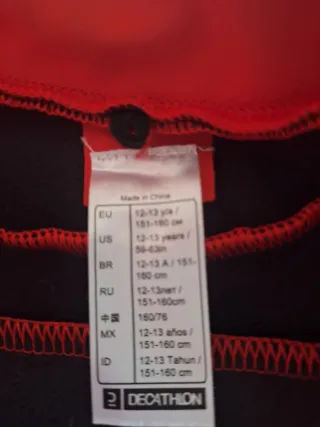 Made in China
EU 12-13 y/e /
151-160 cm
US 12-13 years /
59-63in
BR 12-13 A / 151-
160 cm
RU 12-13лет /
151-160cm
中国 160/76
MX 12-13 años /
151-160 cm
ID 12-13 Tahun /
151-160 cm
DECATHLON